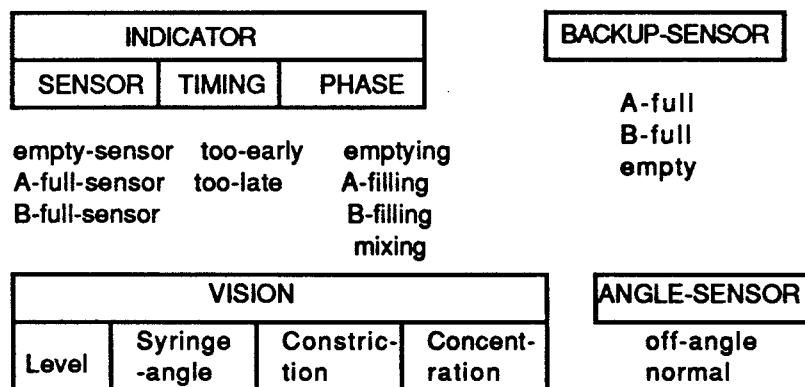 INDICATOR
SENSOR TIMING PHASE
empty-sensor too-early emptying
A-full-sensor too-late A-filling
B-full-sensor B-filling
mixing
BACKUP-SENSOR
A-full
B-full
empty
VISION
Level Syringe Constric- Concent-
-angle tion ration
ANGLE-SENSOR
off-angle
normal